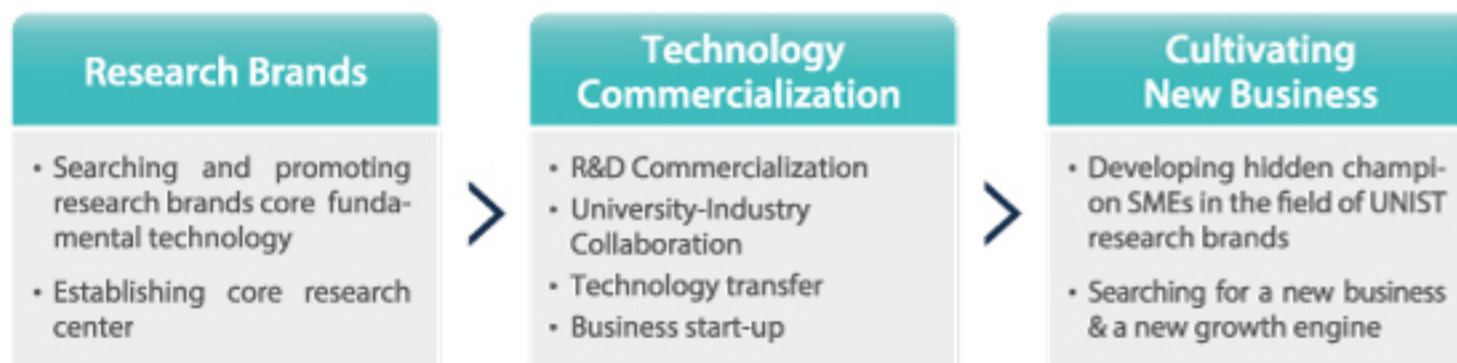 Research Brands
• Searching and promoting
research brands core funda-
mental technology
• Establishing core research
center
Technology
Commercialization
• R&D Commercialization
• University-Industry
Collaboration
• Technology transfer
• Business start-up
Cultivating
New Business
• Developing hidden champi-
on SMEs in the field of UNIST
research brands
• Searching for a new business
& a new growth engine